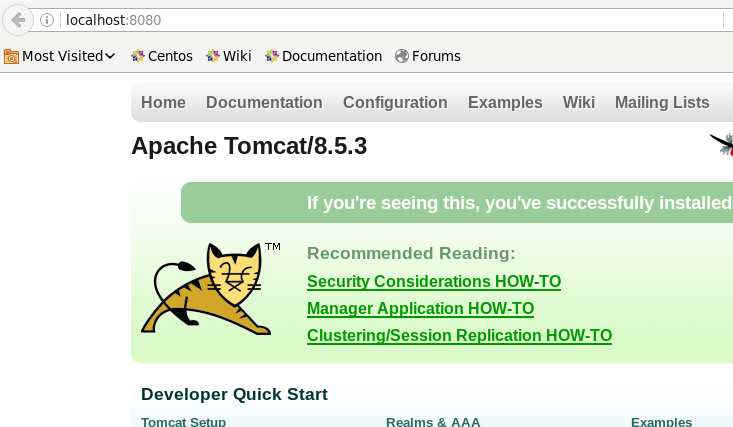 localhost:8080
Most Visited Centos Wiki Documentation Forums
Home Documentation Configuration Examples Wiki Mailing Lists
Apache Tomcat/8.5.3
If you're seeing this, you've successfully installed
TM
Recommended Reading:
Security Considerations HOW-TO
Manager Application HOW-TO
Clustering/Session Replication HOW-TO
Developer Quick Start
Tomcat Setup Realms & AAA Examples